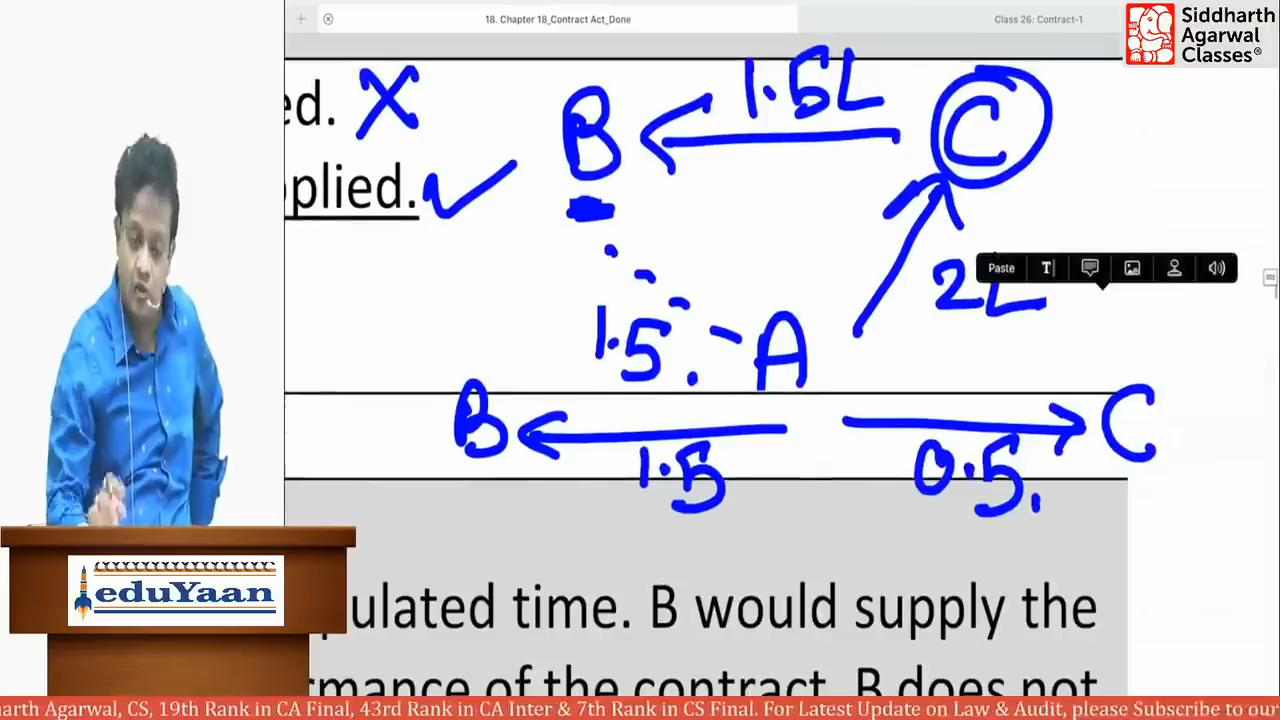 18. Chapter 18_Contract Act_Done
Class 26: Contract-1
Siddharth
Agarwal
Classes®
ed. X
B
1.5L
C
plied.
2L
Paste
T
1.5.
A
B
1.5
0.5.
C
eduYaan
pulated time. B would supply the
rmance of the contract. B does not
harth Agarwal, CS, 19th Rank in CA Final, 43rd Rank in CA Inter & 7th Rank in CS Final. For Latest Update on Law & Audit, please Subscribe to our